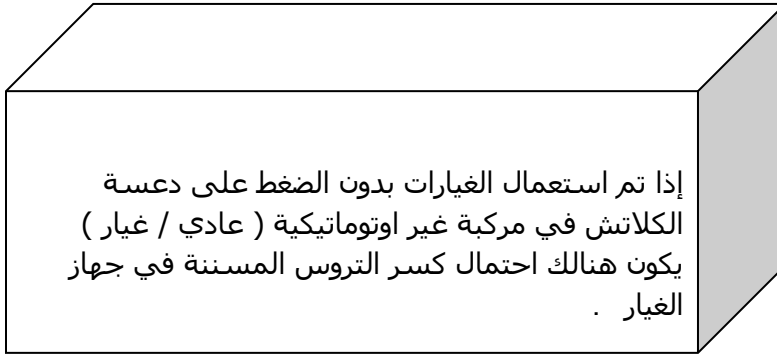 إذا تم استعمال الغيارات بدون الضغط على دعسة
الكلاتش في مركبة غير اوتوماتيكية ( عادي / غيار )
يكون هنالك احتمال كسر التروس المسننة في جهاز
الغيار .